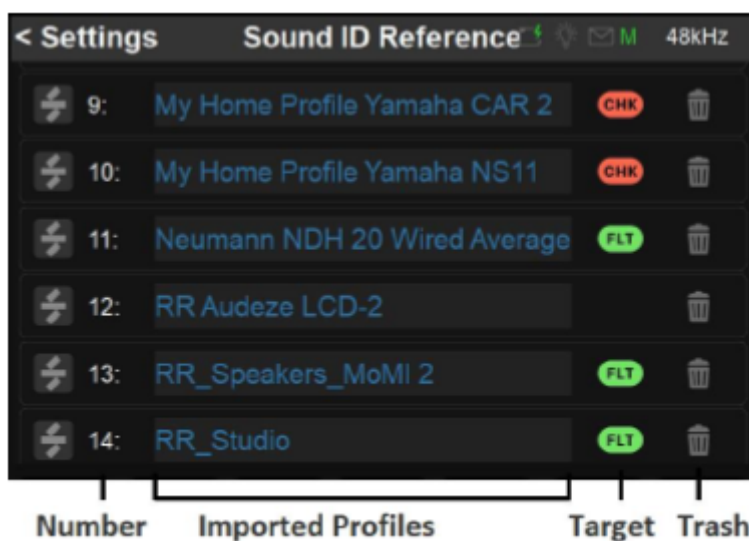 < Settings Sound ID Reference M 48kHz
9: My Home Profile Yamaha CAR 2 CHK
10: My Home Profile Yamaha NS11 CHK
11: Neumann NDH 20 Wired Average FLT
12: RR Audeze LCD-2
13: RR_Speakers_MoMI 2 FLT
14: RR_Studio FLT
Number Imported Profiles Target Trash